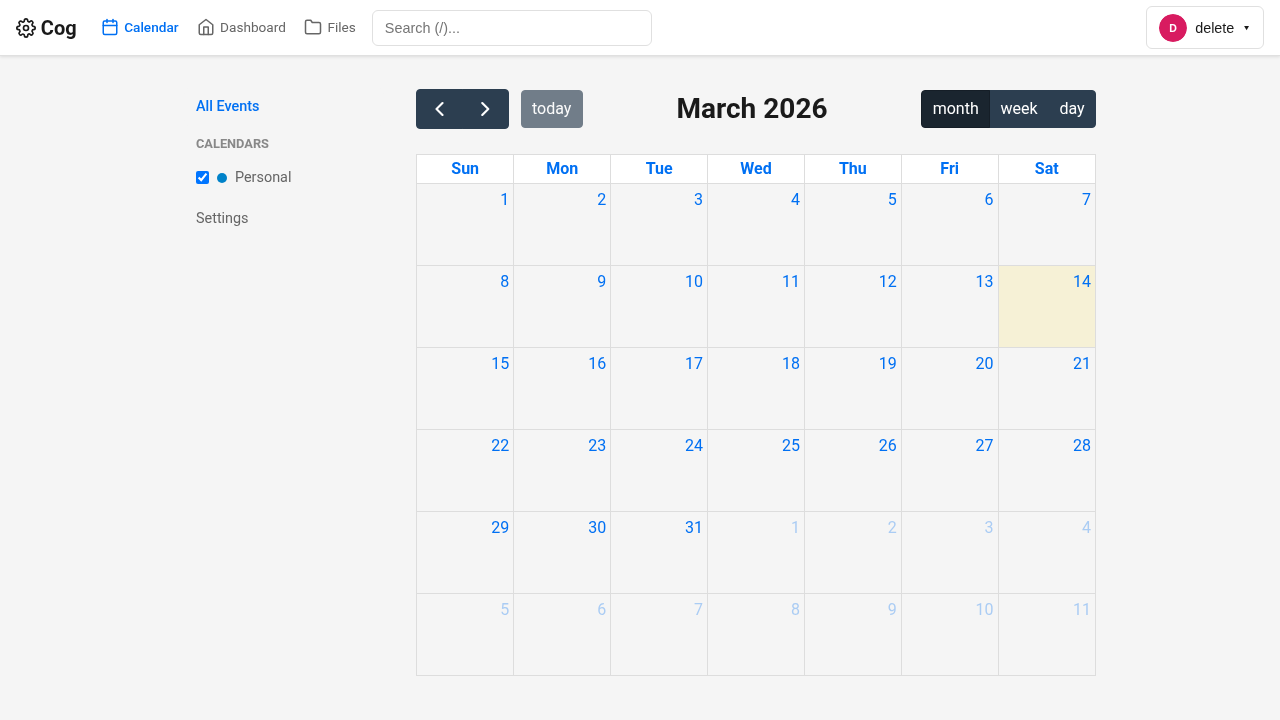 Cog
Calendar
Dashboard
Files
Search (/)...
D
delete
All Events
CALENDARS
Personal
Settings
today
March 2026
month week day
Sun Mon Tue Wed Thu Fri Sat
1 2 3 4 5 6 7
8 9 10 11 12 13 14
15 16 17 18 19 20 21
22 23 24 25 26 27 28
29 30 31 1 2 3 4
5 6 7 8 9 10 11